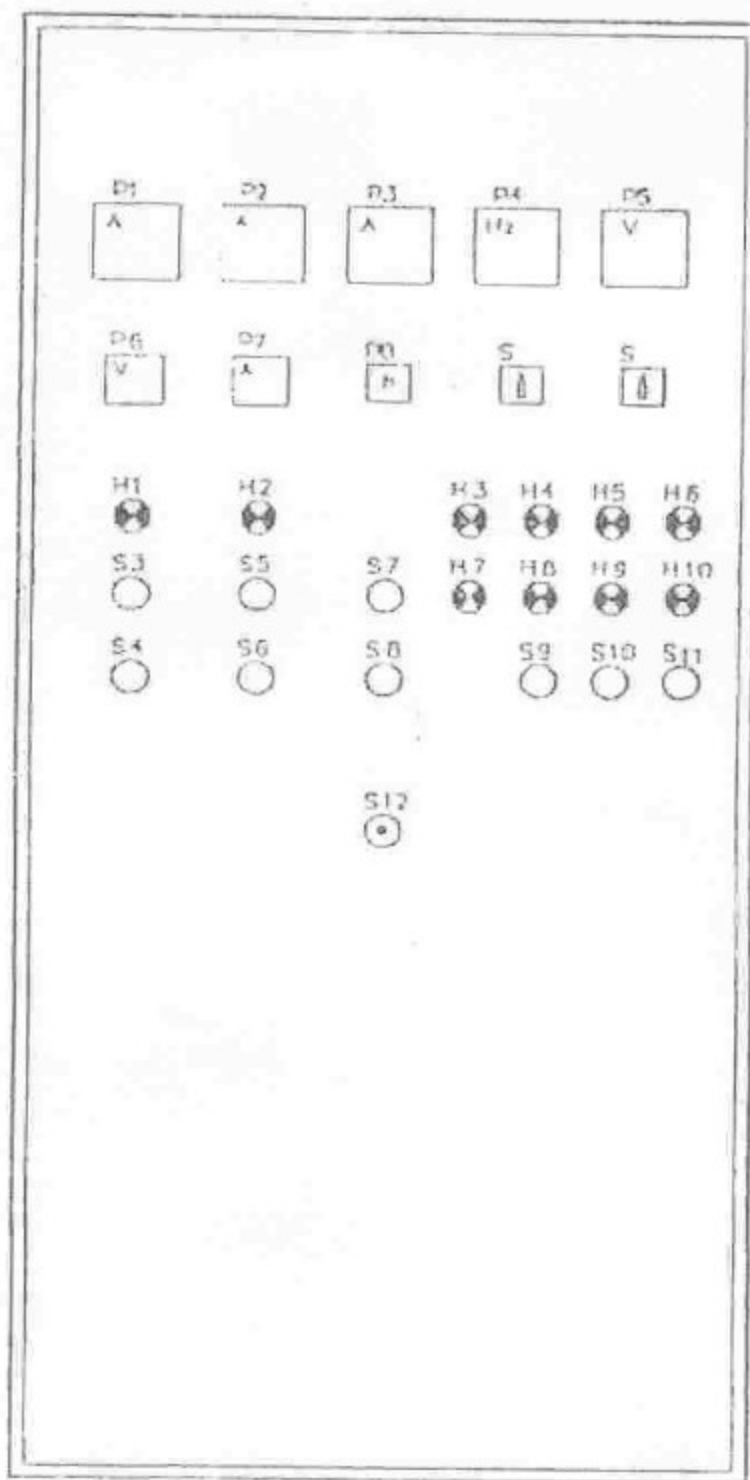 P1 P2 P3 P4 P5
A A A Hz V
P6 P7 S S
V A
H1 H2 H3 H4 H5 H6
S3 S5 S7 H7 H8 H9 H10
S4 S6 S8 S9 S10 S11
S12